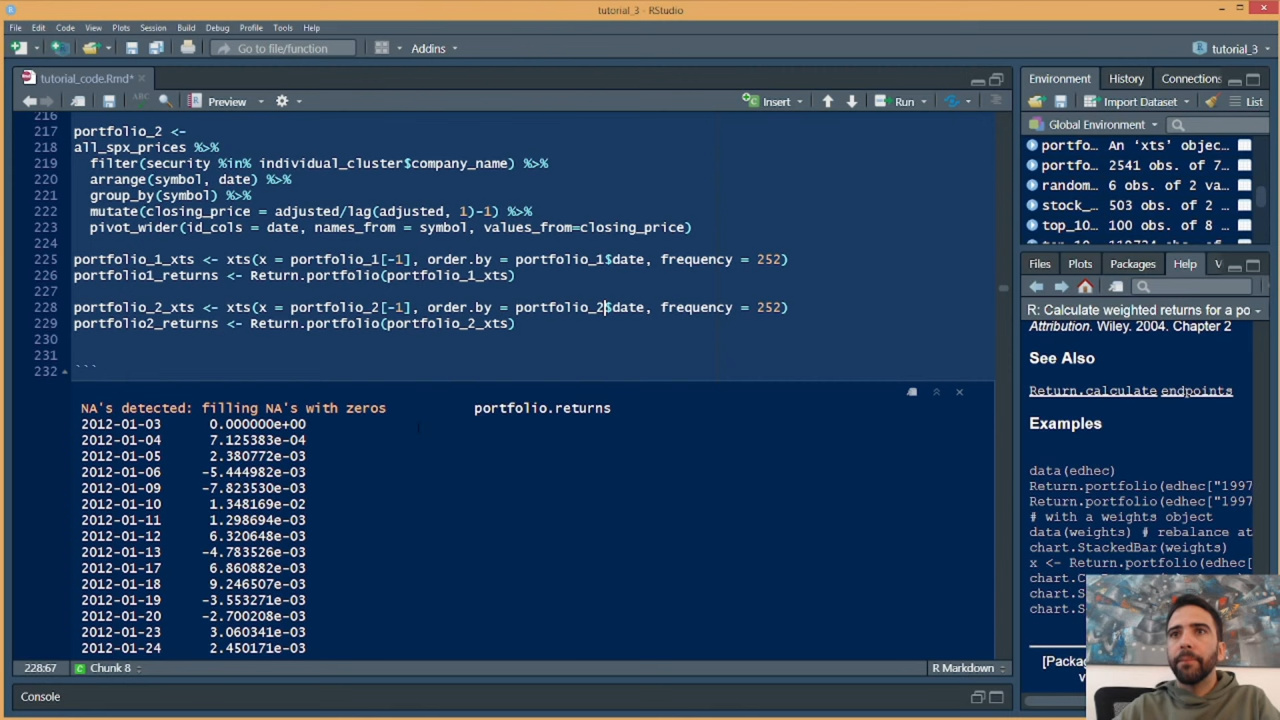 tutorial_3 - RStudio
File Edit Code View Plots Session Build Debug Profile Tools Help
Go to file/function Addins tutorial_3
tutorial_code.Rmd*
ABC Preview Insert Run
216
217 portfolio_2 <-
218 all_spx_prices %>%
219 filter(security %in% individual_cluster$company_name) %>%
220 arrange(symbol, date) %>%
221 group_by(symbol) %>%
222 mutate(closing_price = adjusted/lag(adjusted, 1)-1) %>%
223 pivot_wider(id_cols = date, names_from = symbol, values_from=closing_price)
224
225 portfolio_1_xts <- xts(x = portfolio_1[-1], order.by = portfolio_1$date, frequency = 252)
226 portfolio1_returns <- Return.portfolio(portfolio_1_xts)
227
228 portfolio_2_xts <- xts(x = portfolio_2[-1], order.by = portfolio_2$date, frequency = 252)
229 portfolio2_returns <- Return.portfolio(portfolio_2_xts)
230
231
232 ```
NA's detected: filling NA's with zeros portfolio.returns
2012-01-03 0.000000e+00
2012-01-04 7.125383e-04
2012-01-05 2.380772e-03
2012-01-06 -5.444982e-03
2012-01-09 -7.823530e-03
2012-01-10 1.348169e-02
2012-01-11 1.298694e-03
2012-01-12 6.320648e-03
2012-01-13 -4.783526e-03
2012-01-17 6.860882e-03
2012-01-18 9.246507e-03
2012-01-19 -3.553271e-03
2012-01-20 -2.700208e-03
2012-01-23 3.060341e-03
2012-01-24 2.450171e-03
228:67 Chunk 8 R Markdown
Console
Environment History Connections
Import Dataset List
Global Environment
portfo... An 'xts' objec...
portfo... 2541 obs. of 7...
random... 6 obs. of 2 va...
stock_... 503 obs. of 2 ...
top_10... 100 obs. of 8 ...
Files Plots Packages Help V
R: Calculate weighted returns for a po
Attribution. Wiley. 2004. Chapter 2
See Also
Return.calculate endpoints
Examples
data(edhec)
Return.portfolio(edhec["1997
Return.portfolio(edhec["1997
# with a weights object
data(weights) # rebalance at
chart.StackedBar(weights)
x <- Return.portfolio(edhec[
chart.C
chart.S
chart.S
[Packag
v